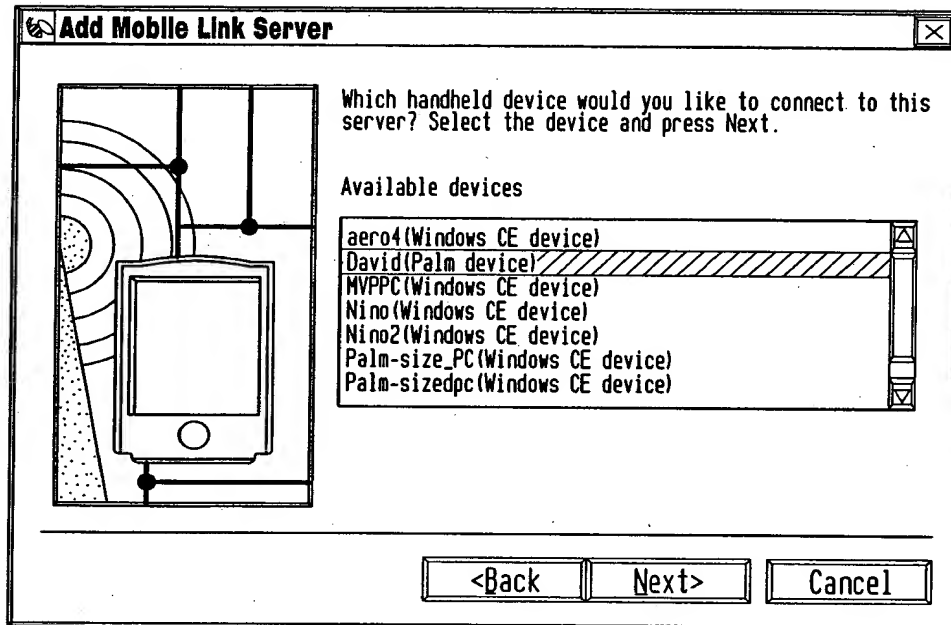 Add Mobile Link Server
Which handheld device would you like to connect to this
server? Select the device and press Next.
Available devices
aero4(Windows CE device)
David(Palm device)
MVPPC(Windows CE device)
Nino(Windows CE device)
Nino2(Windows CE device)
Palm-size_PC(Windows CE device)
Palm-sizedpc(Windows CE device)
<Back Next> Cancel